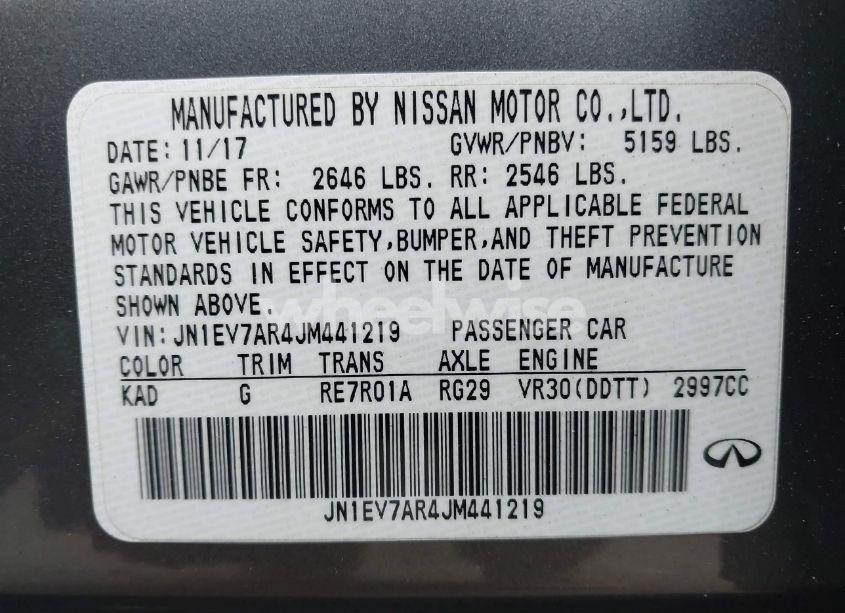 MANUFACTURED BY NISSAN MOTOR CO.,LTD.
DATE: 11/17 GVWR/PNBV: 5159 LBS.
GAWR/PNBE FR: 2646 LBS. RR: 2546 LBS.
THIS VEHICLE CONFORMS TO ALL APPLICABLE FEDERAL
MOTOR VEHICLE SAFETY,BUMPER,AND THEFT PREVENTION
STANDARDS IN EFFECT ON THE DATE OF MANUFACTURE
SHOWN ABOVE.
wheelwise
VIN:JN1EV7AR4JM441219 PASSENGER CAR
COLOR TRIM TRANS AXLE ENGINE
KAD G RE7R01A RG29 VR30(DDTT) 2997CC
JN1EV7AR4JM441219